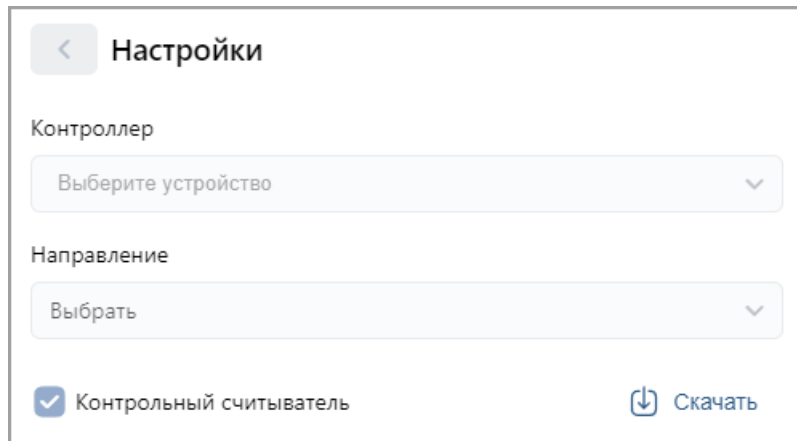 Настройки
Контроллер
Выберите устройство
Направление
Выбрать
Контрольный считыватель Скачать